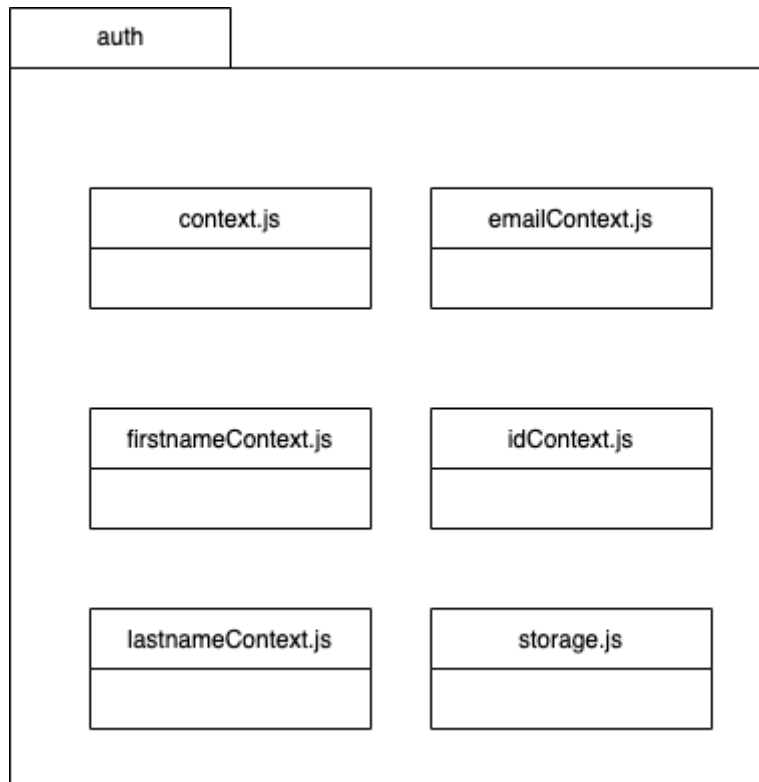 auth
context.js
emailContext.js
firstnameContext.js
idContext.js
lastnameContext.js
storage.js